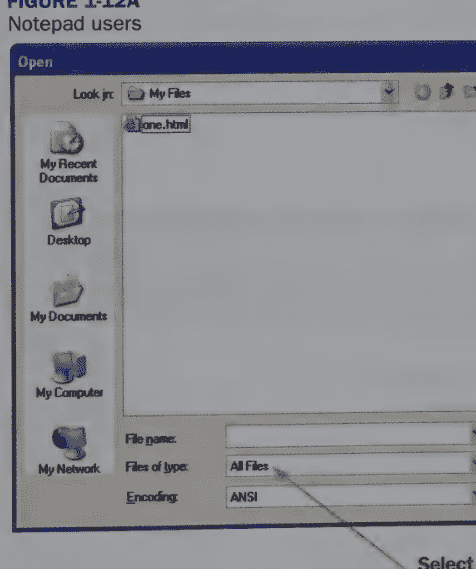 FIGURE 1-12A
Notepad users
Open
Look in:
My Files
one.html
My Recent
Documents
Desktop
My Documents
My Computer
My Network
File name:
Files of type:
All Files
Encoding:
ANSI
Select